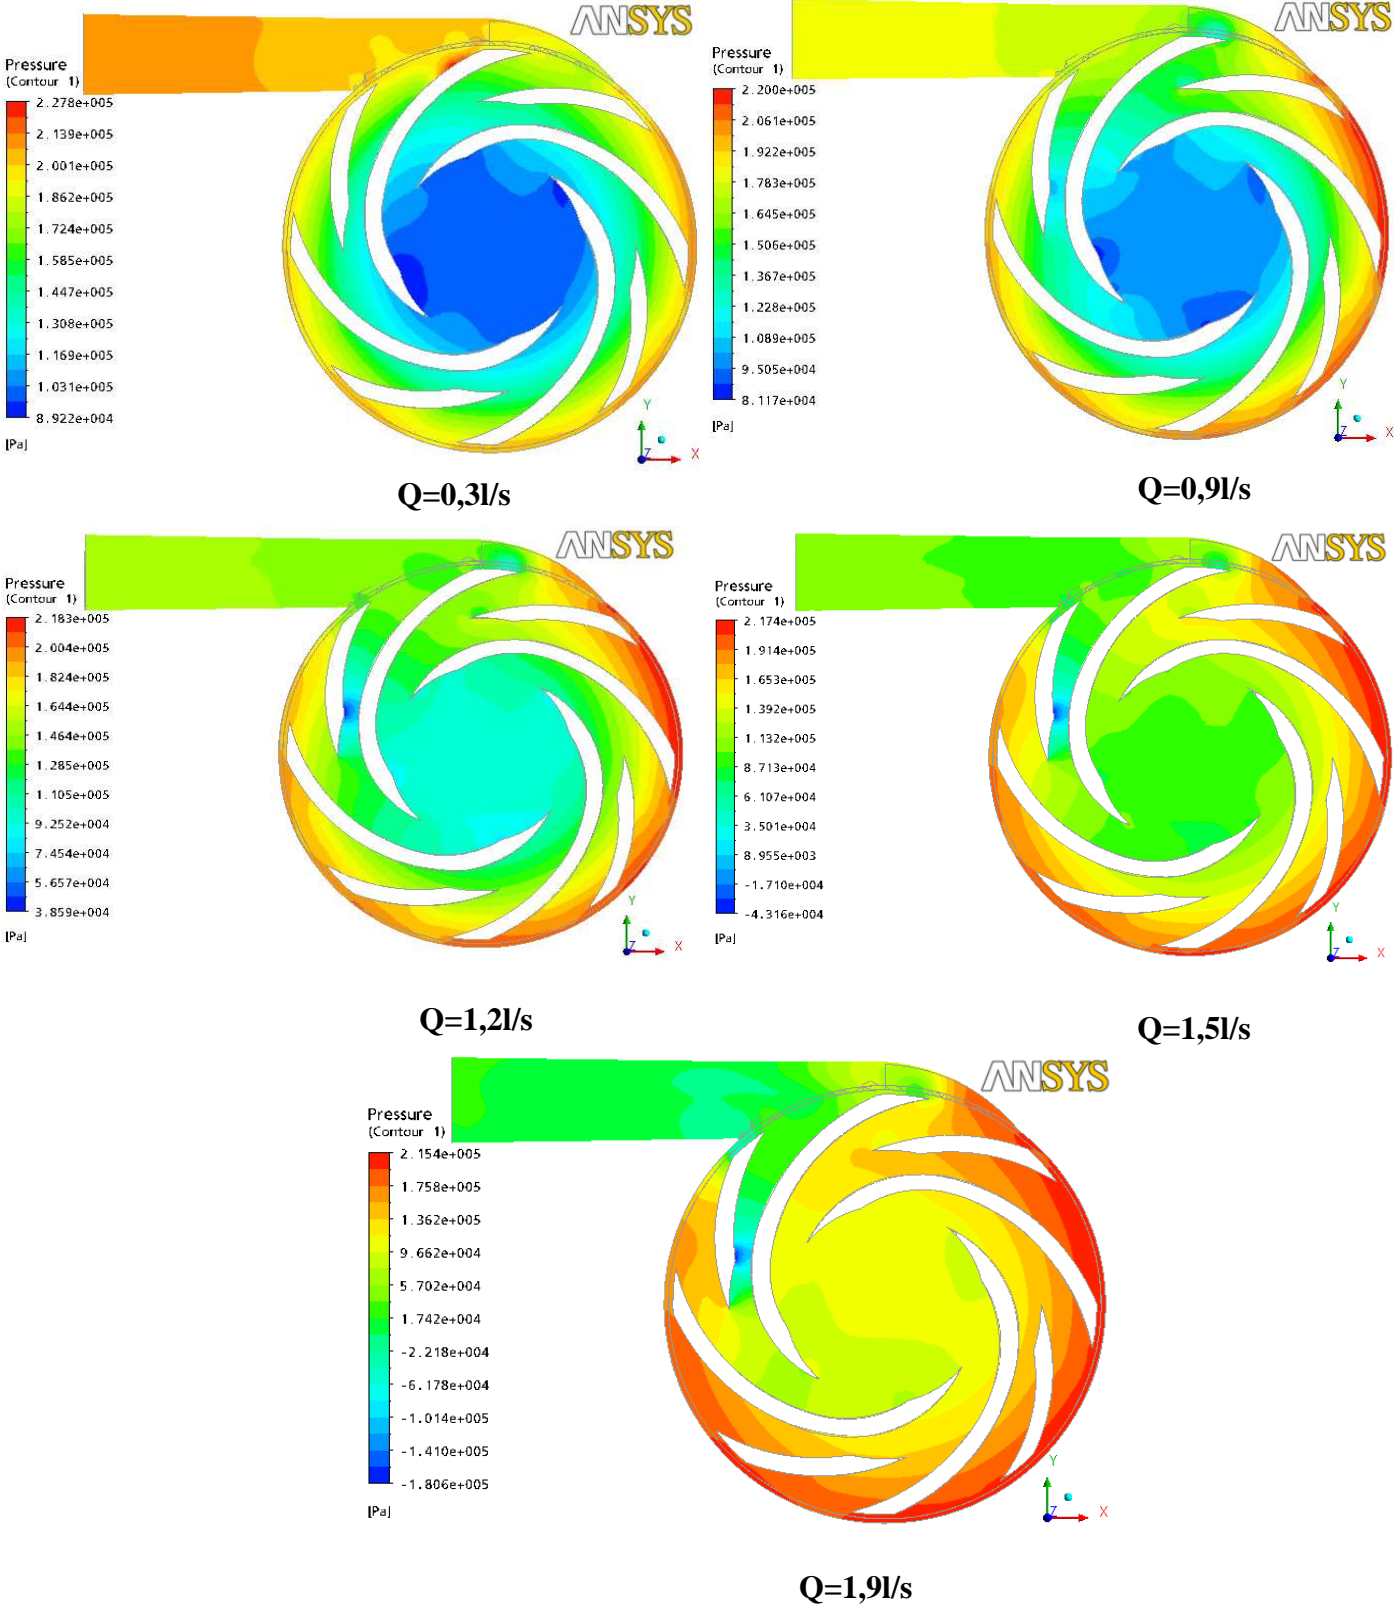 ANSYS
Pressure
(Contour 1)
2.278e+005
2.139e+005
2.001e+005
1.862e+005
1.724e+005
1.585e+005
1.447e+005
1.308e+005
1.169e+005
1.031e+005
8.922e+004
[Pa]
Y
Z
X
Q=0,3l/s
ANSYS
Pressure
(Contour 1)
2.200e+005
2.061e+005
1.922e+005
1.783e+005
1.645e+005
1.506e+005
1.367e+005
1.228e+005
1.089e+005
9.505e+004
8.117e+004
[Pa]
Y
Z
X
Q=0,9l/s
ANSYS
Pressure
(Contour 1)
2.183e+005
2.004e+005
1.824e+005
1.644e+005
1.464e+005
1.285e+005
1.105e+005
9.252e+004
7.454e+004
5.657e+004
3.859e+004
[Pa]
Y
Z
X
Q=1,2l/s
ANSYS
Pressure
(Contour 1)
2.174e+005
1.914e+005
1.653e+005
1.392e+005
1.132e+005
8.713e+004
6.107e+004
3.501e+004
8.955e+003
-1.710e+004
-4.316e+004
[Pa]
Y
Z
X
Q=1,5l/s
ANSYS
Pressure
(Contour 1)
2.154e+005
1.758e+005
1.362e+005
9.662e+004
5.702e+004
1.742e+004
-2.218e+004
-6.178e+004
-1.014e+005
-1.410e+005
-1.806e+005
[Pa]
Y
Z
X
Q=1,9l/s